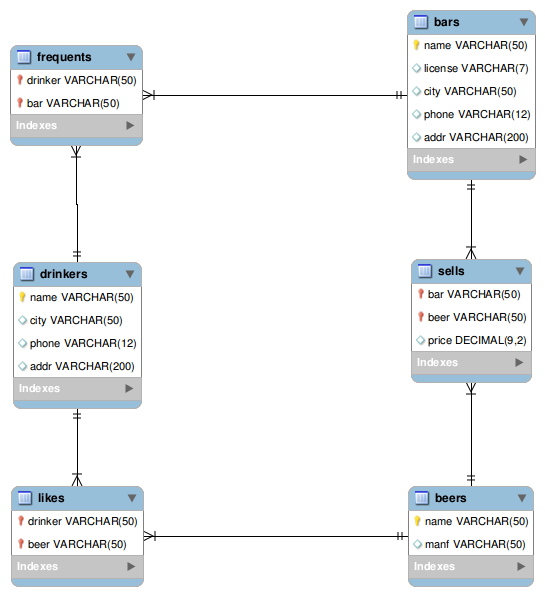 frequents
drinker VARCHAR(50)
bar VARCHAR(50)
Indexes
bars
name VARCHAR(50)
license VARCHAR(7)
city VARCHAR(50)
phone VARCHAR(12)
addr VARCHAR(200)
Indexes
drinkers
name VARCHAR(50)
city VARCHAR(50)
phone VARCHAR(12)
addr VARCHAR(200)
Indexes
sells
bar VARCHAR(50)
beer VARCHAR(50)
price DECIMAL(9,2)
Indexes
likes
drinker VARCHAR(50)
beer VARCHAR(50)
Indexes
beers
name VARCHAR(50)
manf VARCHAR(50)
Indexes